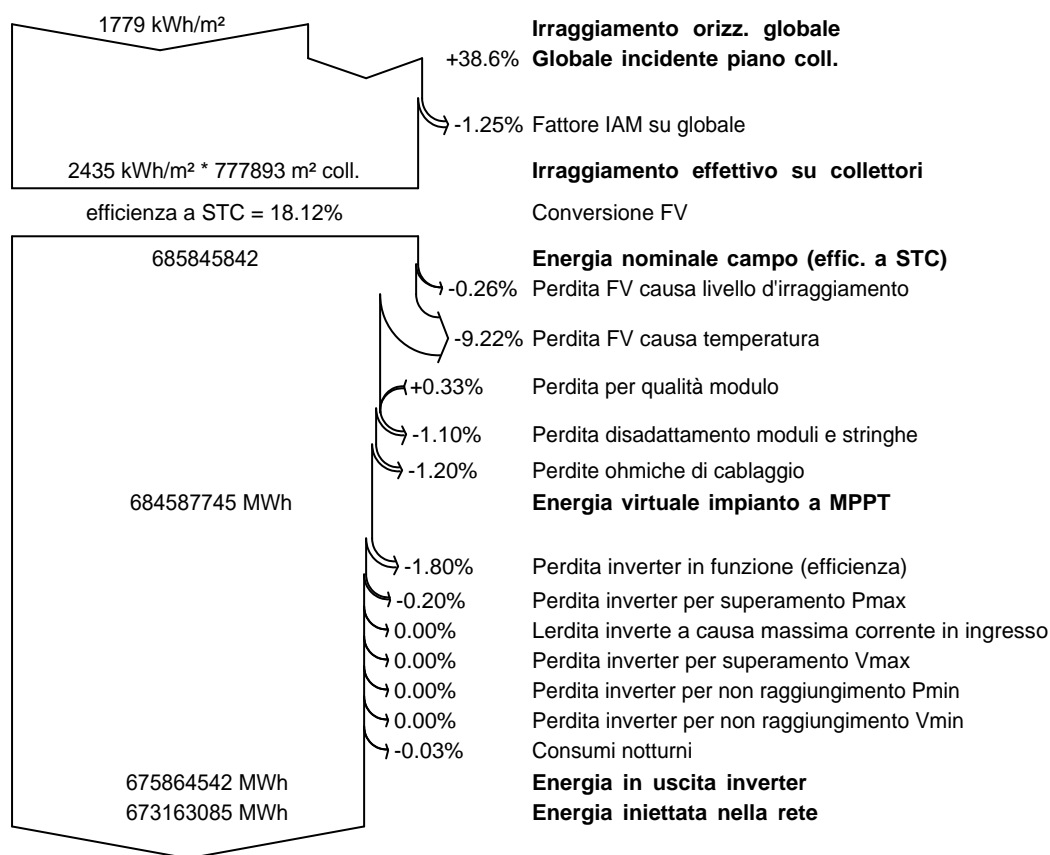 1779 kWh/m² Irraggiamento orizz. globale
+38.6% Globale incidente piano coll.
-1.25% Fattore IAM su globale
2435 kWh/m² * 777893 m² coll. Irraggiamento effettivo su collettori
efficienza a STC = 18.12% Conversione FV
685845842 Energia nominale campo (effic. a STC)
-0.26% Perdita FV causa livello d'irraggiamento
-9.22% Perdita FV causa temperatura
+0.33% Perdita per qualità modulo
-1.10% Perdita disadattamento moduli e stringhe
-1.20% Perdite ohmiche di cablaggio
684587745 MWh Energia virtuale impianto a MPPT
-1.80% Perdita inverter in funzione (efficienza)
-0.20% Perdita inverter per superamento Pmax
0.00% Lerdita inverte a causa massima corrente in ingresso
0.00% Perdita inverter per superamento Vmax
0.00% Perdita inverter per non raggiungimento Pmin
0.00% Perdita inverter per non raggiungimento Vmin
-0.03% Consumi notturni
675864542 MWh Energia in uscita inverter
673163085 MWh Energia iniettata nella rete